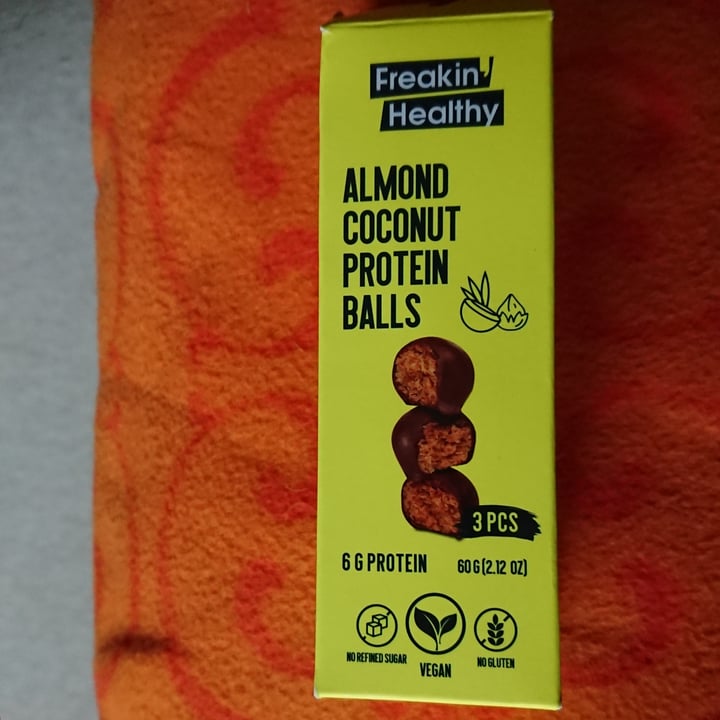 Freakin'
Healthy
ALMOND
COCONUT
PROTEIN
BALLS
3 PCS
6 G PROTEIN 60 G (2.12 OZ)
NO REFINED SUGAR VEGAN NO GLUTEN